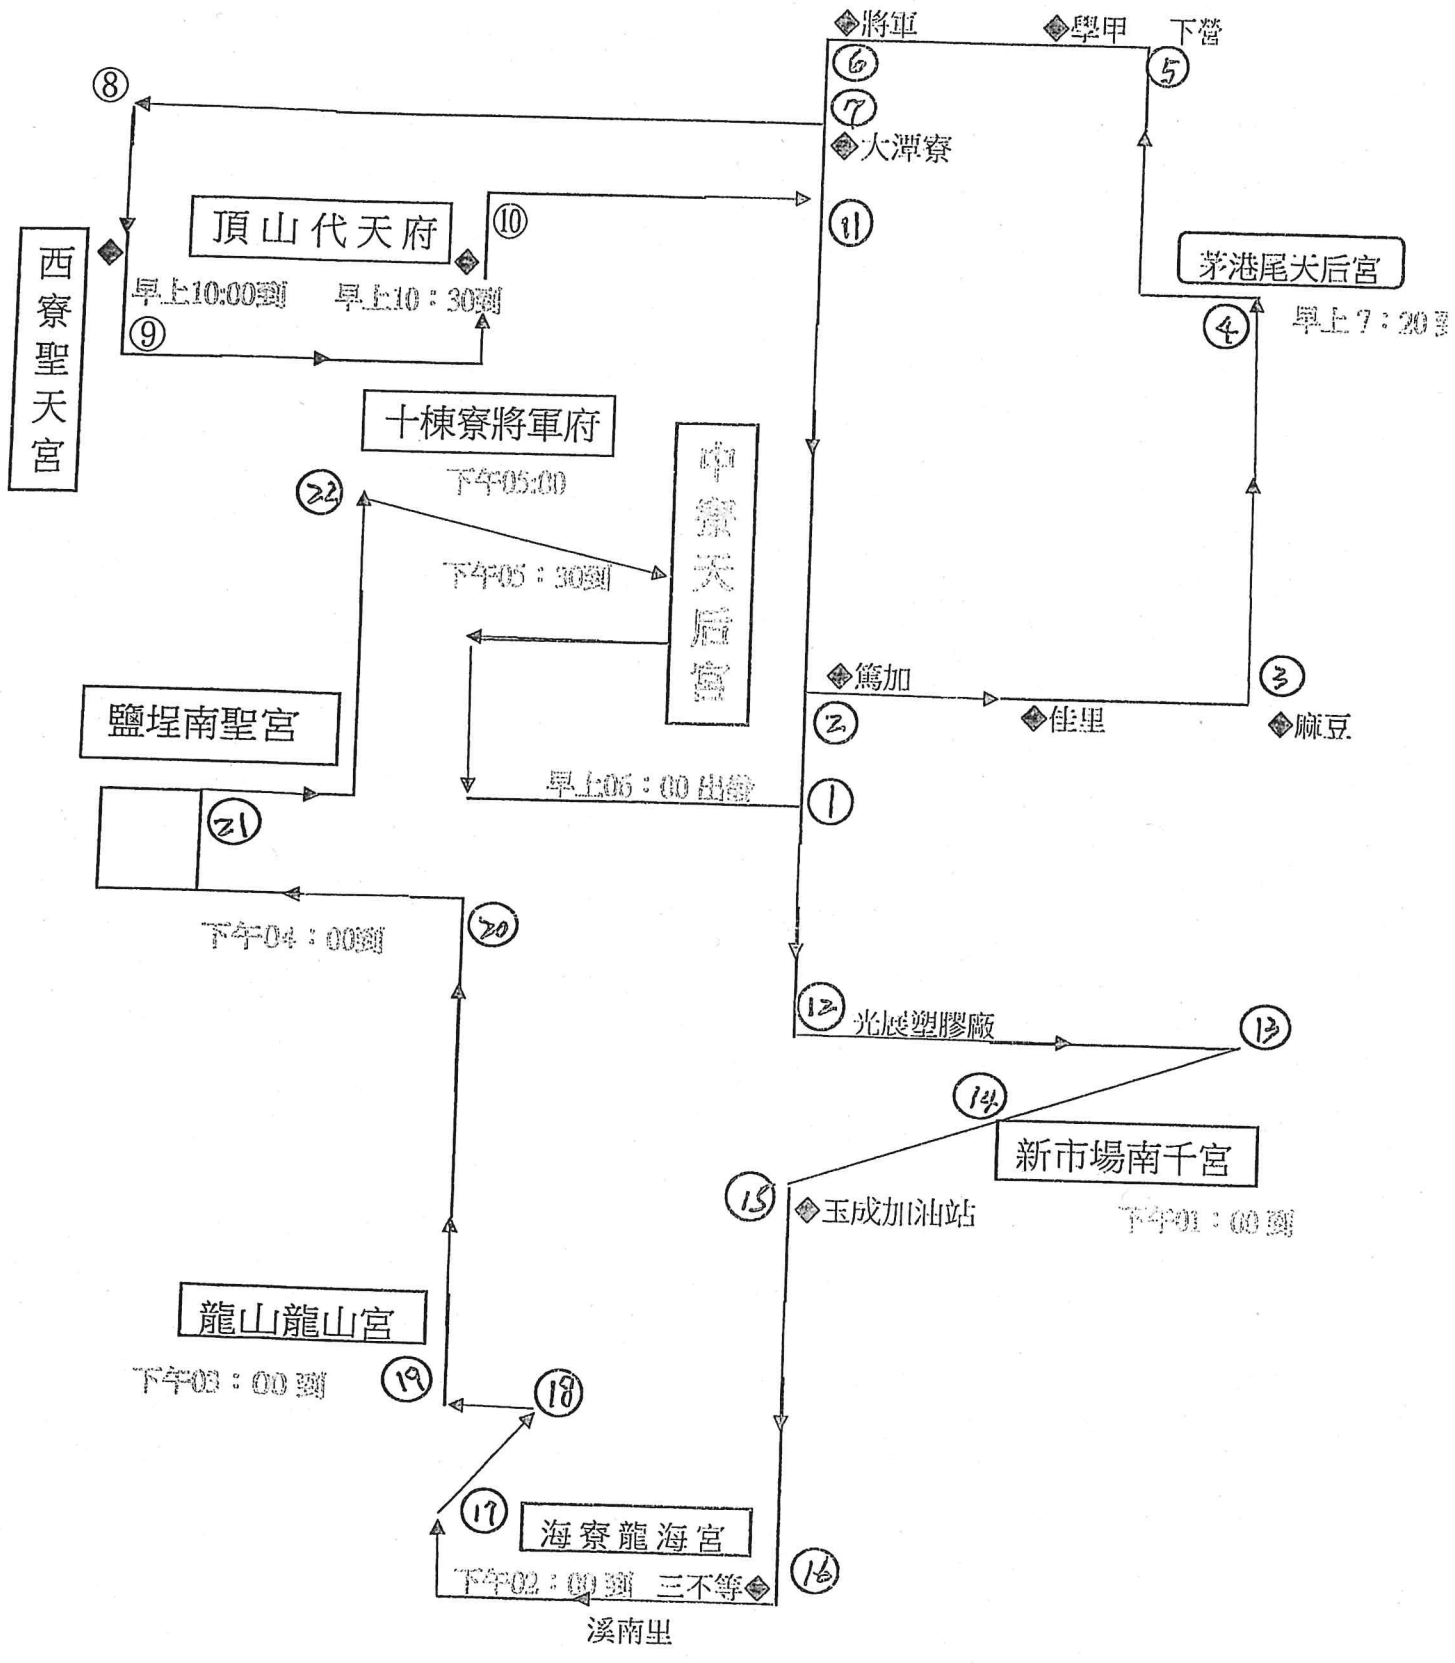 ◆將軍
◆學甲
下營
⑥
⑤
⑧
⑦
◆大潭寮
頂山代天府
⑩
⑪
茅港尾天后宮
西寮聖天宮
早上10:00到
早上10：30到
④
早上7：20到
⑨
十棟寮將軍府
下午05:00
中寮天后宮
㉒
下午05：30到
◆篤加
③
鹽埕南聖宮
②
◆佳里
◆麻豆
早上06：00出發
①
㉑
下午04：00到
⑳
⑫
光展塑膠廠
⑬
⑭
新市場南千宮
⑮
◆玉成加油站
下午01：00到
龍山龍山宮
下午03：00到
⑲
⑱
⑰
海寮龍海宮
下午02：00到
三不等◆
⑯
溪南里